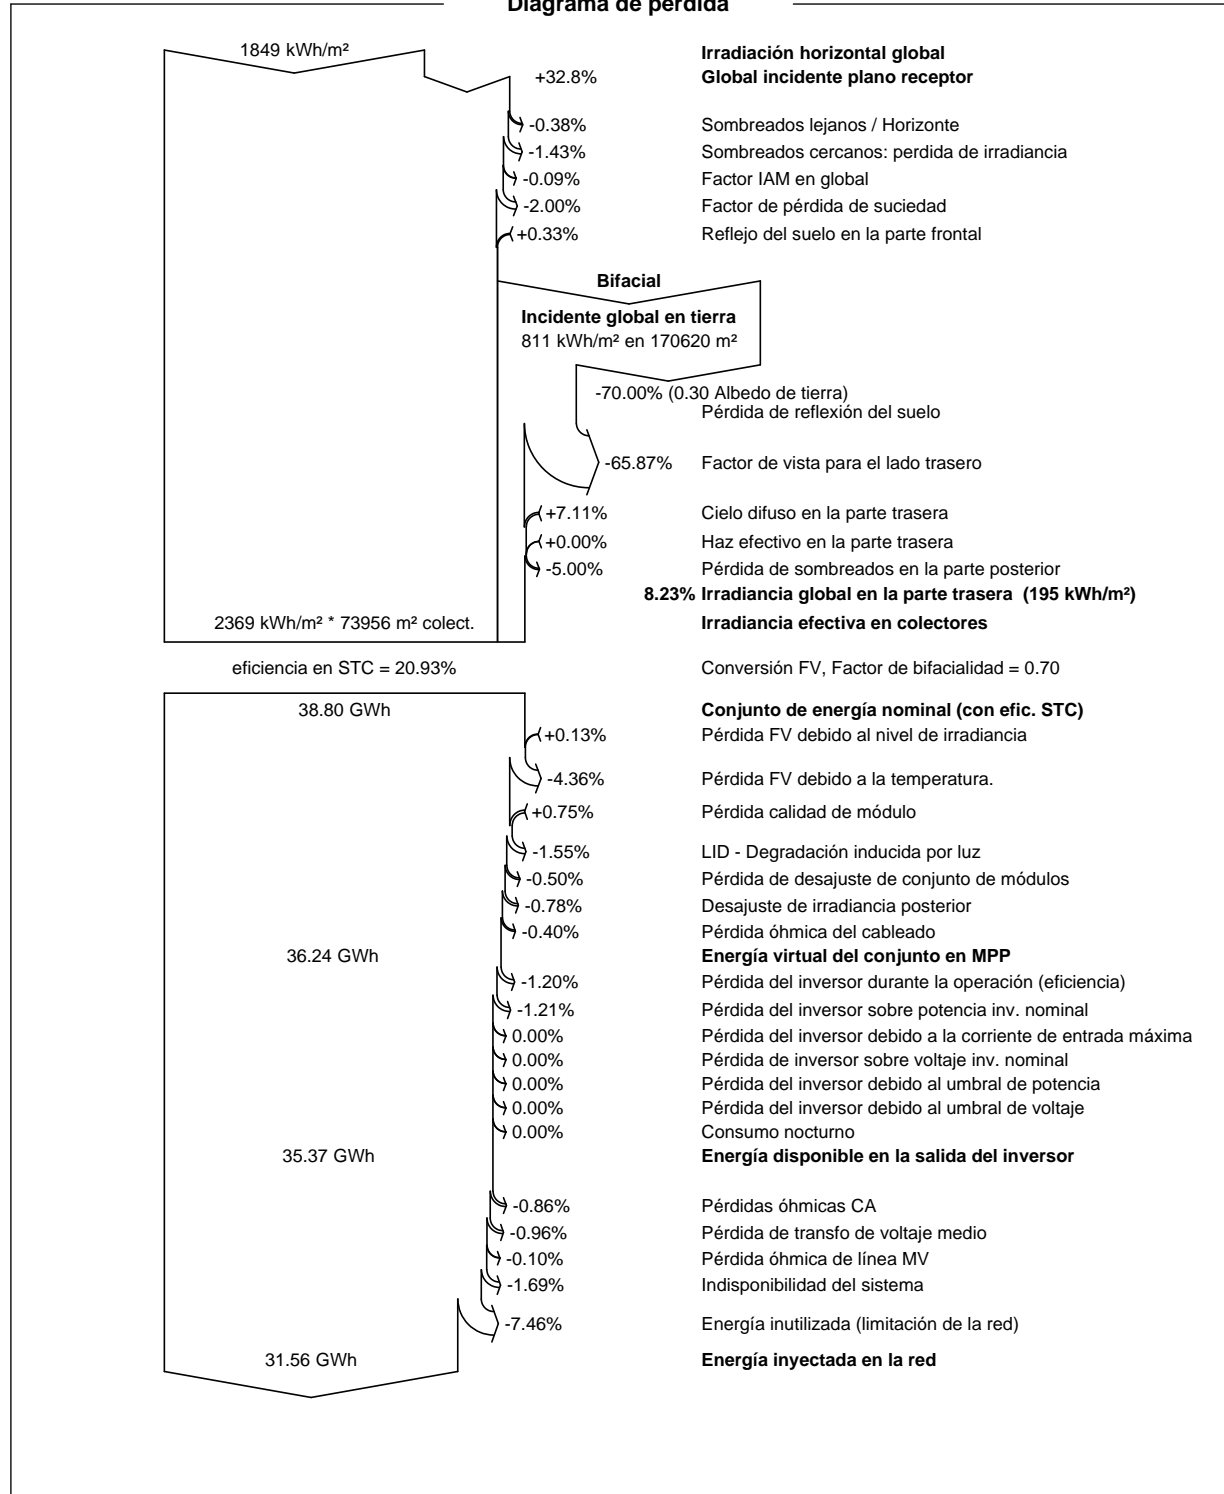 Diagrama de pérdida
1849 kWh/m² Irradiación horizontal global
+32.8% Global incidente plano receptor
-0.38% Sombreados lejanos / Horizonte
-1.43% Sombreados cercanos: perdida de irradiancia
-0.09% Factor IAM en global
-2.00% Factor de pérdida de suciedad
+0.33% Reflejo del suelo en la parte frontal
Bifacial
Incidente global en tierra
811 kWh/m² en 170620 m²
-70.00% (0.30 Albedo de tierra)
Pérdida de reflexión del suelo
-65.87% Factor de vista para el lado trasero
+7.11% Cielo difuso en la parte trasera
+0.00% Haz efectivo en la parte trasera
-5.00% Pérdida de sombreados en la parte posterior
8.23% Irradiancia global en la parte trasera (195 kWh/m²)
2369 kWh/m² * 73956 m² colect. Irradiancia efectiva en colectores
eficiencia en STC = 20.93% Conversión FV, Factor de bifacialidad = 0.70
38.80 GWh Conjunto de energía nominal (con efic. STC)
+0.13% Pérdida FV debido al nivel de irradiancia
-4.36% Pérdida FV debido a la temperatura.
+0.75% Pérdida calidad de módulo
-1.55% LID - Degradación inducida por luz
-0.50% Pérdida de desajuste de conjunto de módulos
-0.78% Desajuste de irradiancia posterior
-0.40% Pérdida óhmica del cableado
36.24 GWh Energía virtual del conjunto en MPP
-1.20% Pérdida del inversor durante la operación (eficiencia)
-1.21% Pérdida del inversor sobre potencia inv. nominal
0.00% Pérdida del inversor debido a la corriente de entrada máxima
0.00% Pérdida de inversor sobre voltaje inv. nominal
0.00% Pérdida del inversor debido al umbral de potencia
0.00% Pérdida del inversor debido al umbral de voltaje
0.00% Consumo nocturno
35.37 GWh Energía disponible en la salida del inversor
-0.86% Pérdidas óhmicas CA
-0.96% Pérdida de transfo de voltaje medio
-0.10% Pérdida óhmica de línea MV
-1.69% Indisponibilidad del sistema
-7.46% Energía inutilizada (limitación de la red)
31.56 GWh Energía inyectada en la red